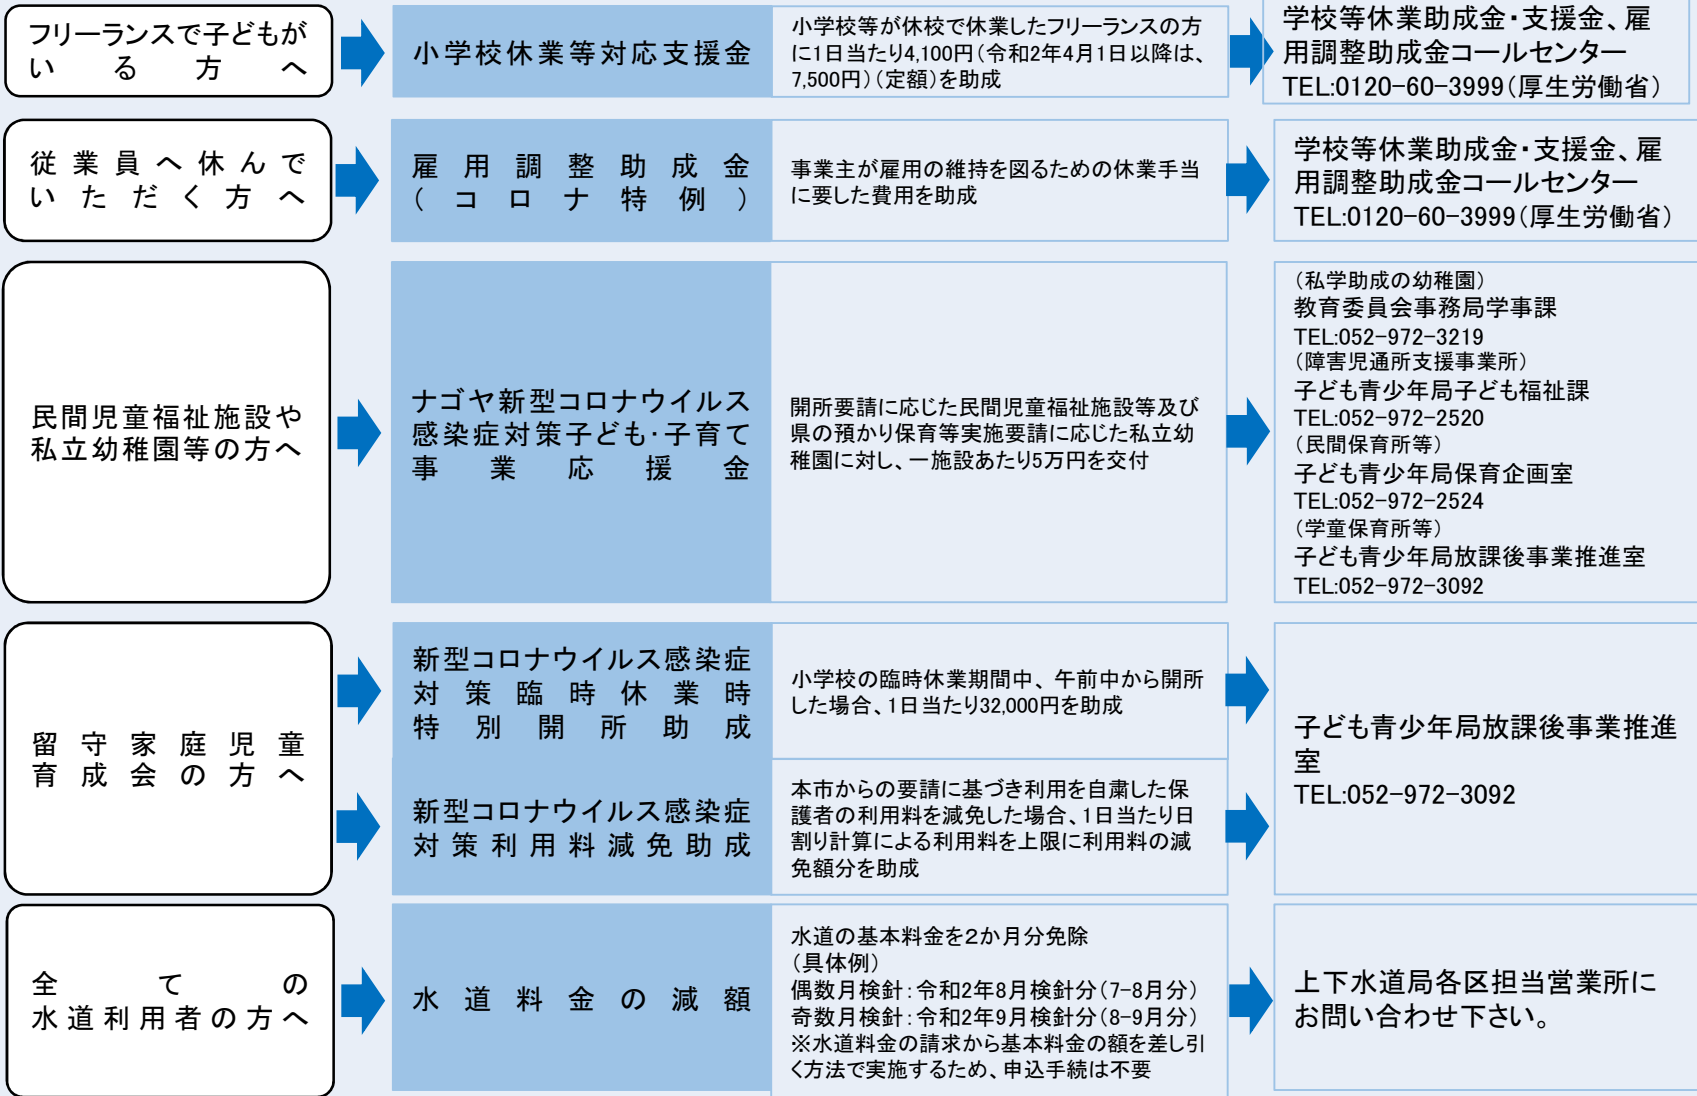 フリーランスで子どもが
いる方へ
小学校休業等対応支援金
小学校等が休校で休業したフリーランスの方
に1日当たり4,100円(令和2年4月1日以降は、
7,500円)(定額)を助成
学校等休業助成金・支援金、雇
用調整助成金コールセンター
TEL:0120-60-3999(厚生労働省)
従業員へ休んで
いただく方へ
雇用調整助成金
(コロナ特例)
事業主が雇用の維持を図るための休業手当
に要した費用を助成
学校等休業助成金・支援金、雇
用調整助成金コールセンター
TEL:0120-60-3999(厚生労働省)
民間児童福祉施設や
私立幼稚園等の方へ
ナゴヤ新型コロナウイルス
感染症対策子ども・子育て
事業応援金
開所要請に応じた民間児童福祉施設等及び
県の預かり保育等実施要請に応じた私立幼
稚園に対し、一施設あたり5万円を交付
(私学助成の幼稚園)
教育委員会事務局学事課
TEL:052-972-3219
(障害児通所支援事業所)
子ども青少年局子ども福祉課
TEL:052-972-2520
(民間保育所等)
子ども青少年局保育企画室
TEL:052-972-2524
(学童保育所等)
子ども青少年局放課後事業推進室
TEL:052-972-3092
留守家庭児童
育成会の方へ
新型コロナウイルス感染症
対策臨時休業時
特別開所助成
小学校の臨時休業期間中、午前中から開所
した場合、1日当たり32,000円を助成
新型コロナウイルス感染症
対策利用料減免助成
本市からの要請に基づき利用を自粛した保
護者の利用料を減免した場合、1日当たり日
割り計算による利用料を上限に利用料の減
免額分を助成
子ども青少年局放課後事業推進
室
TEL:052-972-3092
全ての
水道利用者の方へ
水道料金の減額
水道の基本料金を2か月分免除
(具体例)
偶数月検針:令和2年8月検針分(7-8月分)
奇数月検針:令和2年9月検針分(8-9月分)
※水道料金の請求から基本料金の額を差し引
く方法で実施するため、申込手続は不要
上下水道局各区担当営業所に
お問い合わせ下さい。